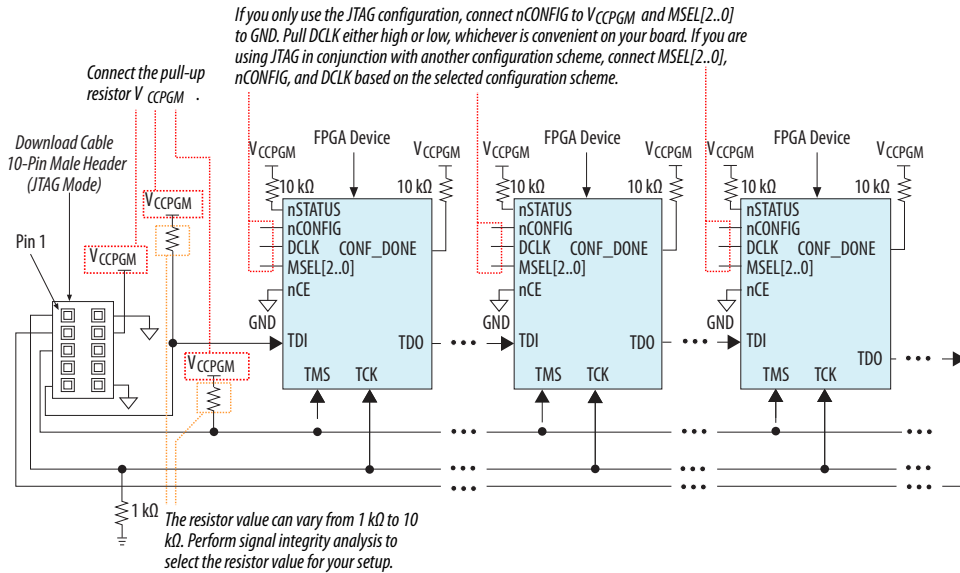 If you only use the JTAG configuration, connect nCONFIG to VCCPGM and MSEL[2..0]
to GND. Pull DCLK either high or low, whichever is convenient on your board. If you are
using JTAG in conjunction with another configuration scheme, connect MSEL[2..0],
nCONFIG, and DCLK based on the selected configuration scheme.
Connect the pull-up
resistor VCCPGM .
Download Cable
10-Pin Male Header
(JTAG Mode)
Pin 1
VCCPGM
VCCPGM
VCCPGM
VCCPGM
FPGA Device
VCCPGM
10 kΩ
10 kΩ
nSTATUS
nCONFIG
DCLK
CONF_DONE
MSEL[2..0]
nCE
GND
TDI
TDO
TMS
TCK
VCCPGM
FPGA Device
VCCPGM
10 kΩ
10 kΩ
nSTATUS
nCONFIG
DCLK
CONF_DONE
MSEL[2..0]
nCE
GND
TDI
TDO
TMS
TCK
VCCPGM
FPGA Device
VCCPGM
10 kΩ
10 kΩ
nSTATUS
nCONFIG
DCLK
CONF_DONE
MSEL[2..0]
nCE
GND
TDI
TDO
TMS
TCK
1 kΩ
The resistor value can vary from 1 kΩ to 10
kΩ. Perform signal integrity analysis to
select the resistor value for your setup.